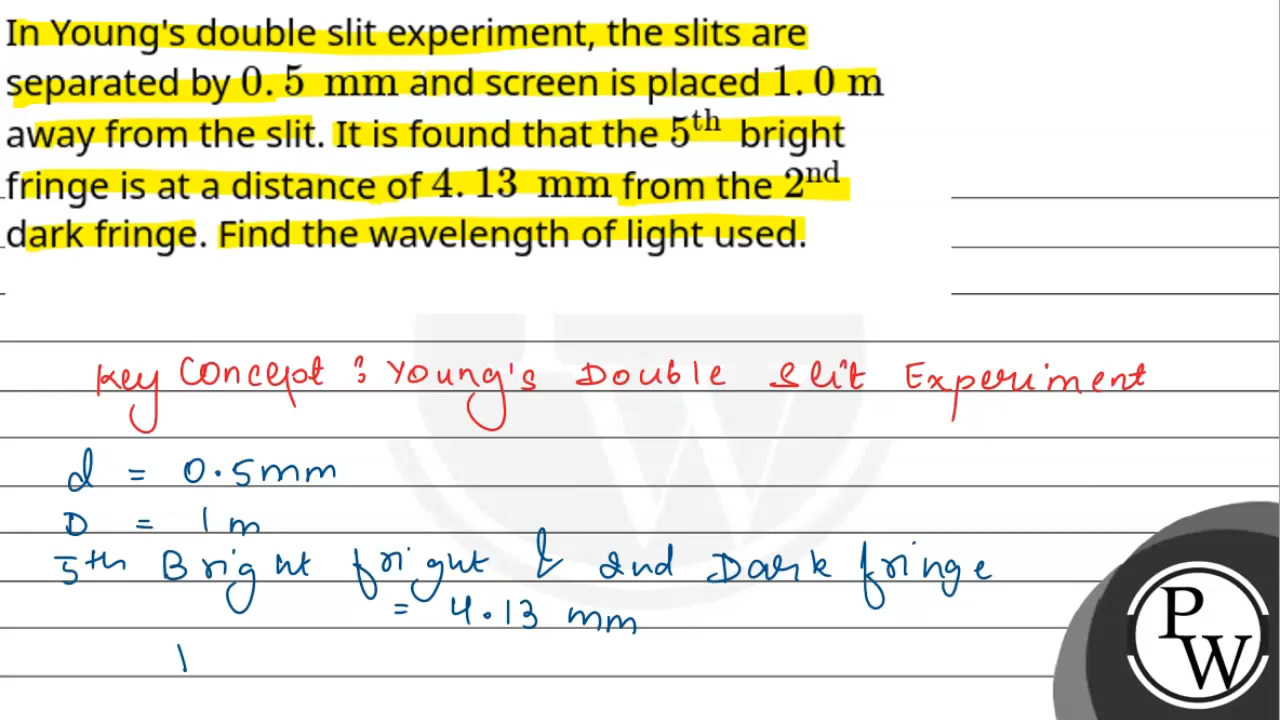 In Young's double slit experiment, the slits are
separated by 0. 5 mm and screen is placed 1. 0 m
away from the slit. It is found that the 5th bright
fringe is at a distance of 4. 13 mm from the 2nd
dark fringe. Find the wavelength of light used.
Key Concept : Young's Double Slit Experiment
d = 0.5mm
D = 1 m
5th Bright fright & 2nd Dark fringe
= 4.13 mm
PW